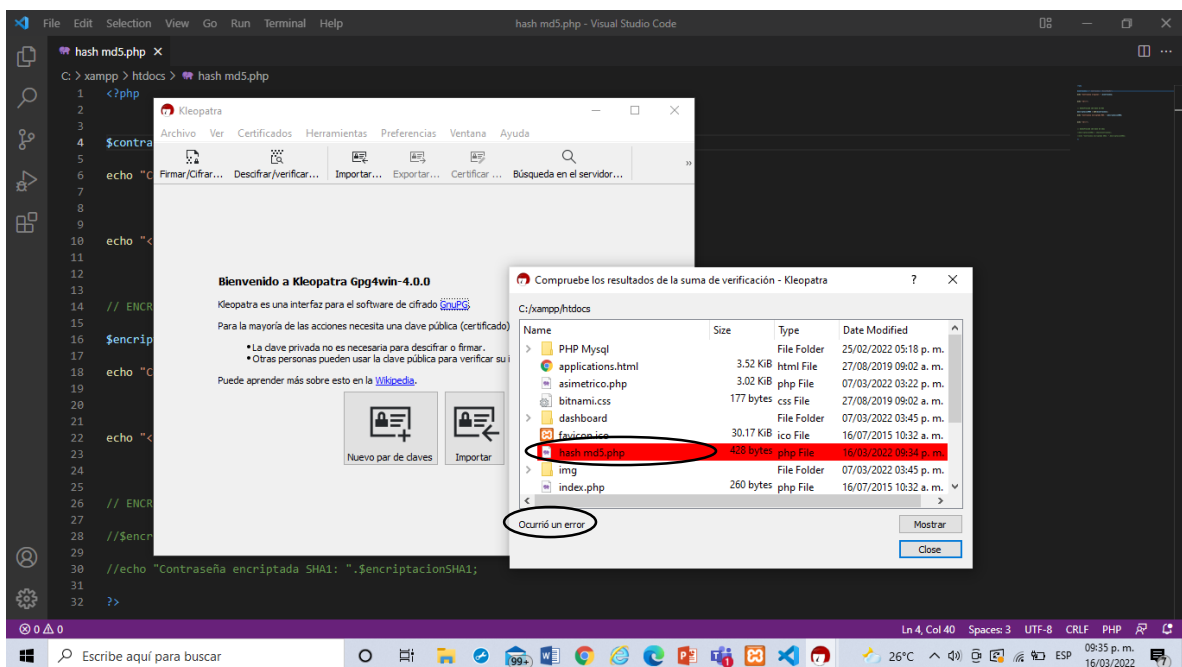 File Edit Selection View Go Run Terminal Help
hash md5.php - Visual Studio Code
hash md5.php
C: > xampp > htdocs > hash md5.php
1 <?php
2
3
4 $contra
5
6 echo "C
7
8
9
10 echo "<
11
12
13
14 // ENCR
15
16 $encrip
17
18 echo "C
19
20
21
22 echo "<
23
24
25
26 // ENCR
27
28 //$encr
29
30 //echo "Contraseña encriptada SHA1: ".$encriptacionSHA1;
31
32 ?>
Kleopatra
Archivo Ver Certificados Herramientas Preferencias Ventana Ayuda
Firmar/Cifrar... Descifrar/verificar... Importar... Exportar... Certificar ... Búsqueda en el servidor... »
Bienvenido a Kleopatra Gpg4win-4.0.0
Kleopatra es una interfaz para el software de cifrado GnuPG.
Para la mayoría de las acciones necesita una clave pública (certificado)
•La clave privada no es necesaria para descifrar o firmar.
•Otras personas pueden usar la clave pública para verificar su i
Puede aprender más sobre esto en la Wikipedia.
Nuevo par de claves
Importar
Compruebe los resultados de la suma de verificación - Kleopatra
C:/xampp/htdocs
Name Size Type Date Modified
PHP Mysql File Folder 25/02/2022 05:18 p. m.
applications.html 3.52 KiB html File 27/08/2019 09:02 a. m.
asimetrico.php 3.02 KiB php File 07/03/2022 03:22 p. m.
bitnami.css 177 bytes css File 27/08/2019 09:02 a. m.
dashboard File Folder 07/03/2022 03:45 p. m.
favicon.ico 30.17 KiB ico File 16/07/2015 10:32 a. m.
hash md5.php 428 bytes php File 16/03/2022 09:34 p. m.
img File Folder 07/03/2022 03:45 p. m.
index.php 260 bytes php File 16/07/2015 10:32 a. m.
Ocurrió un error
Mostrar
Close
0 0
Ln 4, Col 40 Spaces: 3 UTF-8 CRLF PHP
Escribe aquí para buscar
99+
26°C
ESP
09:35 p. m.
16/03/2022
7